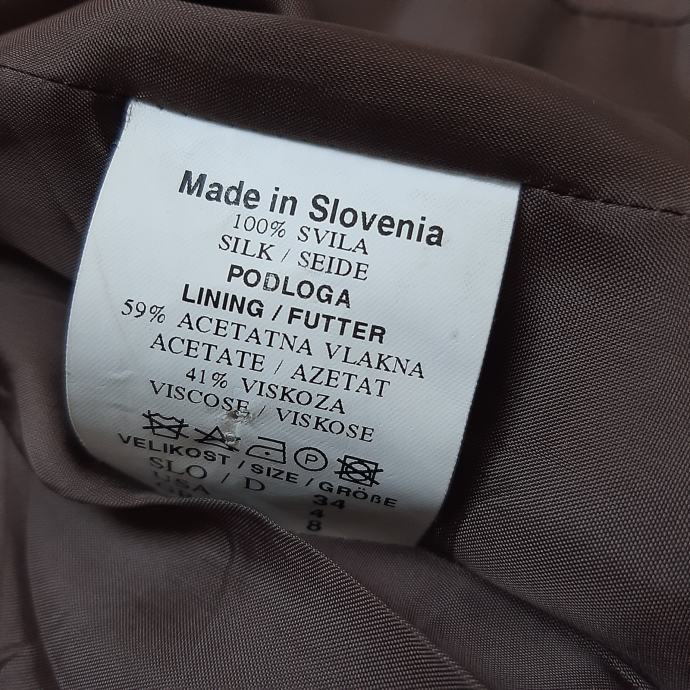 Made in Slovenia
100% SVILA
SILK / SEIDE
PODLOGA
LINING / FUTTER
59% ACETATNA VLAKNA
ACETATE / AZETAT
41% VISKOZA
VISCOSE / VISKOSE
P
VELIKOST / SIZE / GRÖßE
SLO / D 34
USA 4
8